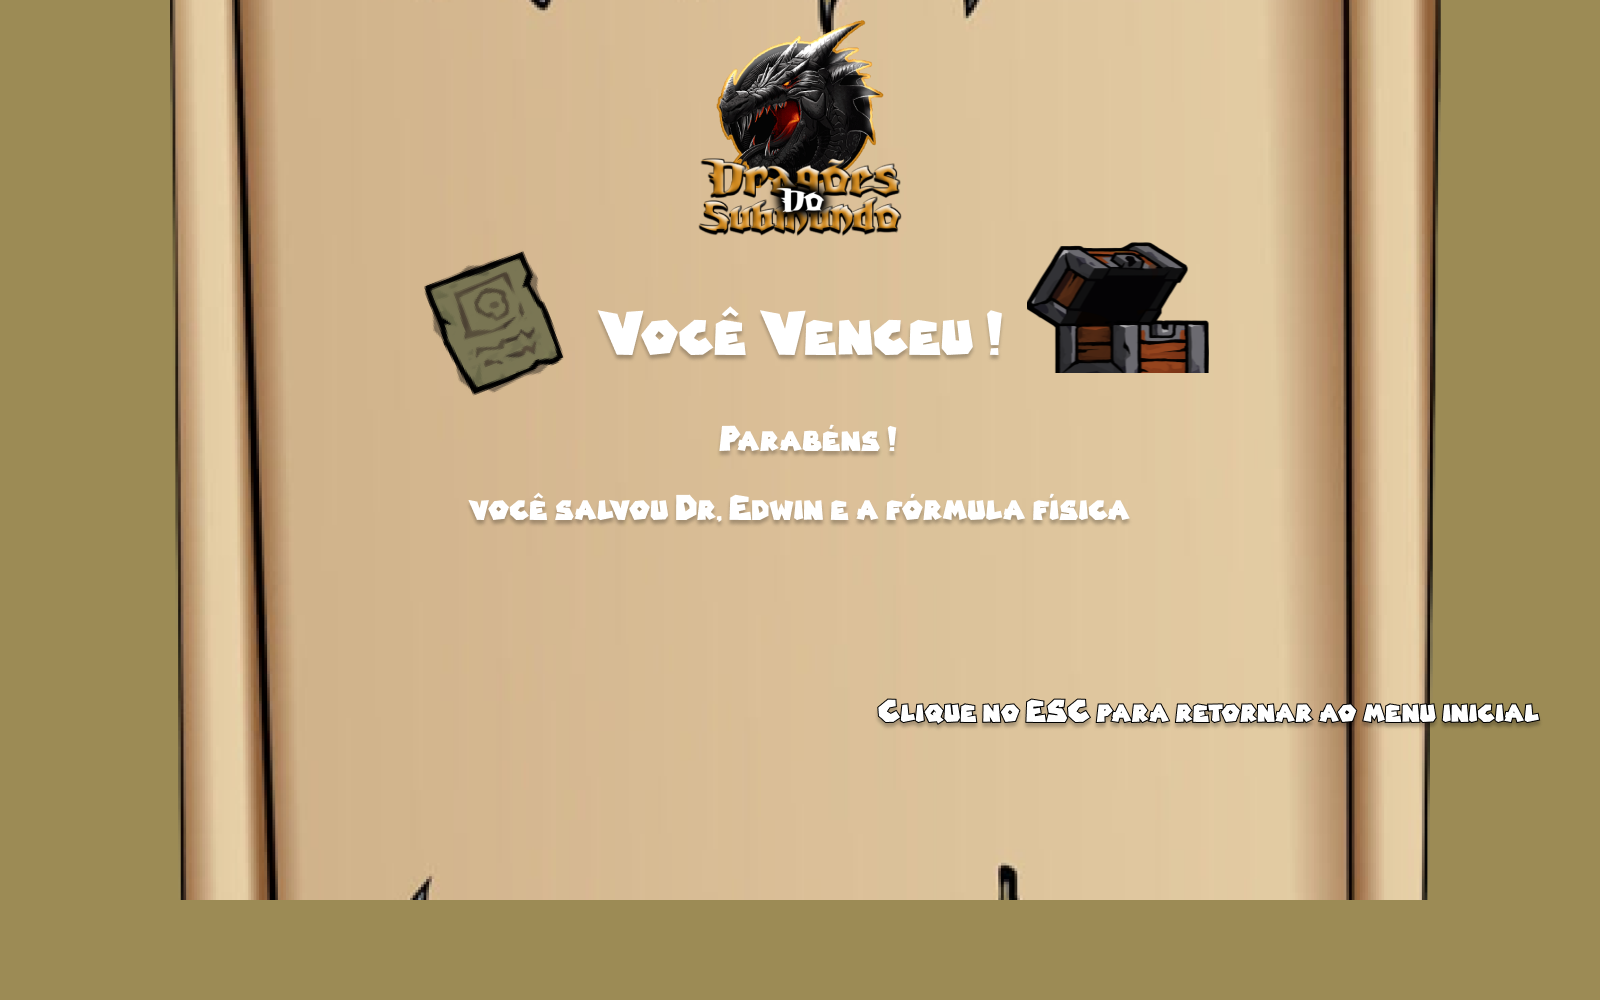 Dragões
Do
Submundo
Você Venceu !
Parabéns !
você salvou Dr. Edwin e a fórmula física
Clique no ESC para retornar ao menu inicial